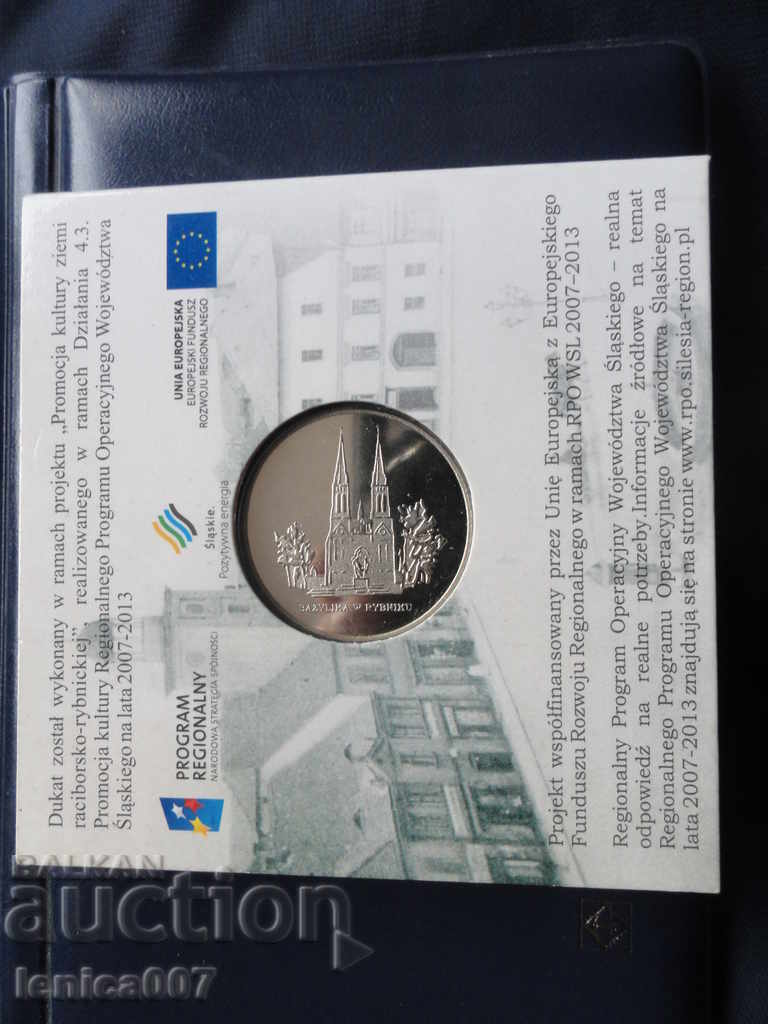 Dukat został wykonany w ramach projektu „Promocja kultury ziemi
raciborsko-rybnickiej” realizowanego w ramach Działania 4.3.
Promocja kultury Regionalnego Programu Operacyjnego Województwa
Śląskiego na lata 2007-2013
PROGRAM
REGIONALNY
NARODOWA STRATEGIA SPÓJNOŚCI
Śląskie.
Pozytywna energia
UNIA EUROPEJSKA
EUROPEJSKI FUNDUSZ
ROZWOJU REGIONALNEGO
BAZYLIKA W RYBNIKU
Projekt współfinansowany przez Unię Europejską z Europejskiego
Funduszu Rozwoju Regionalnego w ramach RPO WSL 2007-2013
Regionalny Program Operacyjny Województwa Śląskiego – realna
odpowiedź na realne potrzeby.Informacje źródłowe na temat
Regionalnego Programu Operacyjnego Województwa Śląskiego na
lata 2007-2013 znajdują się na stronie www.rpo.silesia-region.pl
BALKAN
auction
lenica007